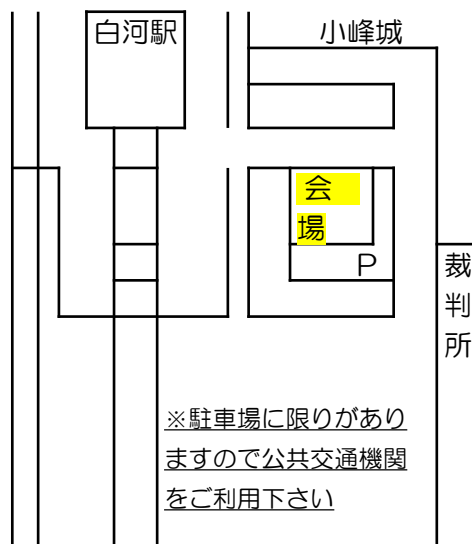 白河駅
小峰城
会
場
P
裁
判
所
※駐車場に限りがあり
ますので公共交通機関
をご利用下さい